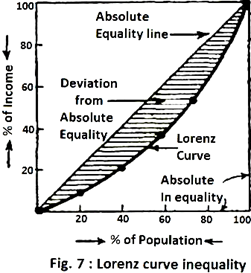 100
Absolute
Equality line
80
Deviation
from
Absolute
Equality
60
% of Income
40
Lorenz
Curve
20
Absolute
In equality
0
20 40 60 80 100
% of Population
Fig. 7 : Lorenz curve inequality